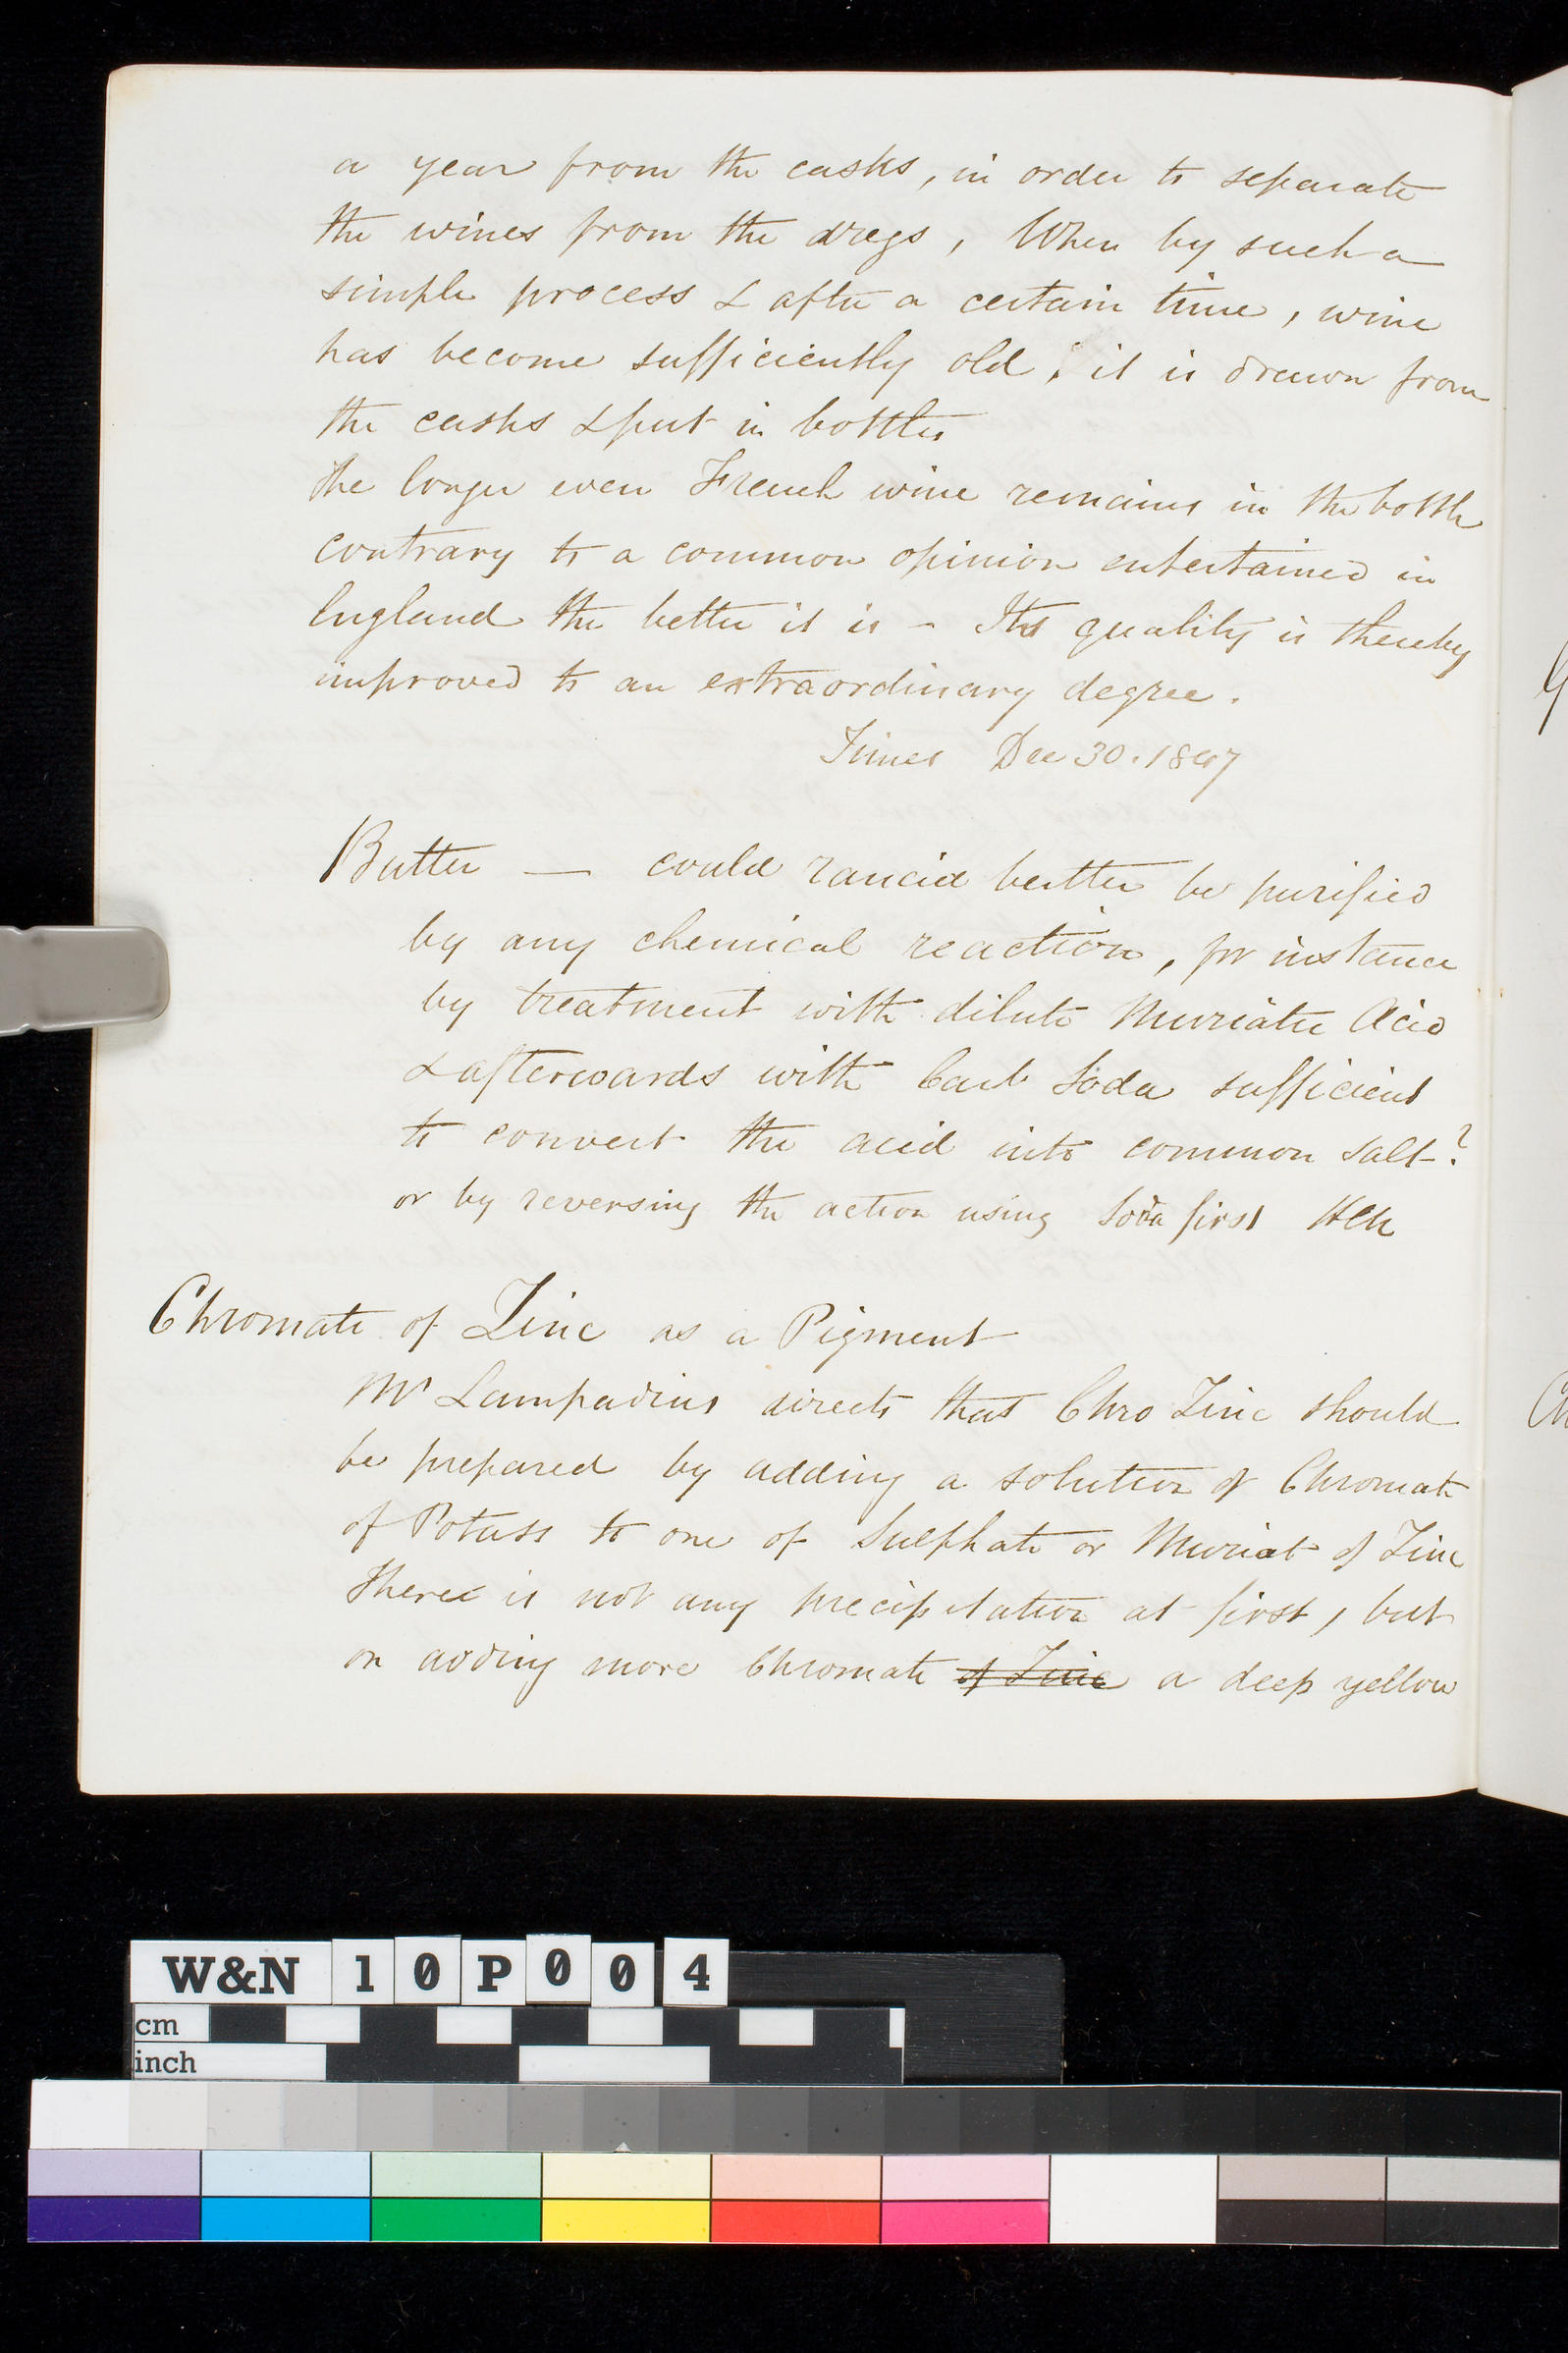 a year from the casks, in order to separate
the wines from the dregs, When by such a
simple process & after a certain time, wine
has become sufficiently old, it is drawn from
the casks & put in bottles
The longer even French wine remains in the bottle
contrary to a common opinion entertained in
England the better it is - Its quality is thereby
improved to an extraordinary degree.
Times Dec 30. 1847
Butter — could rancid butter be purified
by any chemical reaction, for instance
by treatment with dilute Muriatic Acid
& afterwards with Carb Soda sufficient
to convert the acid into common salt?
or by reversing the action using Soda first
Chromate of Zinc as a Pigment
Mr Lampadius directs that Chro Zinc should
be prepared by adding a solution of Chromate
of Potass to one of Sulphate or Muriat of Zinc
There is not any precipitation at first, but
on adding more Chromate of Zinc a deep yellow
W&N 10P004
cm
inch